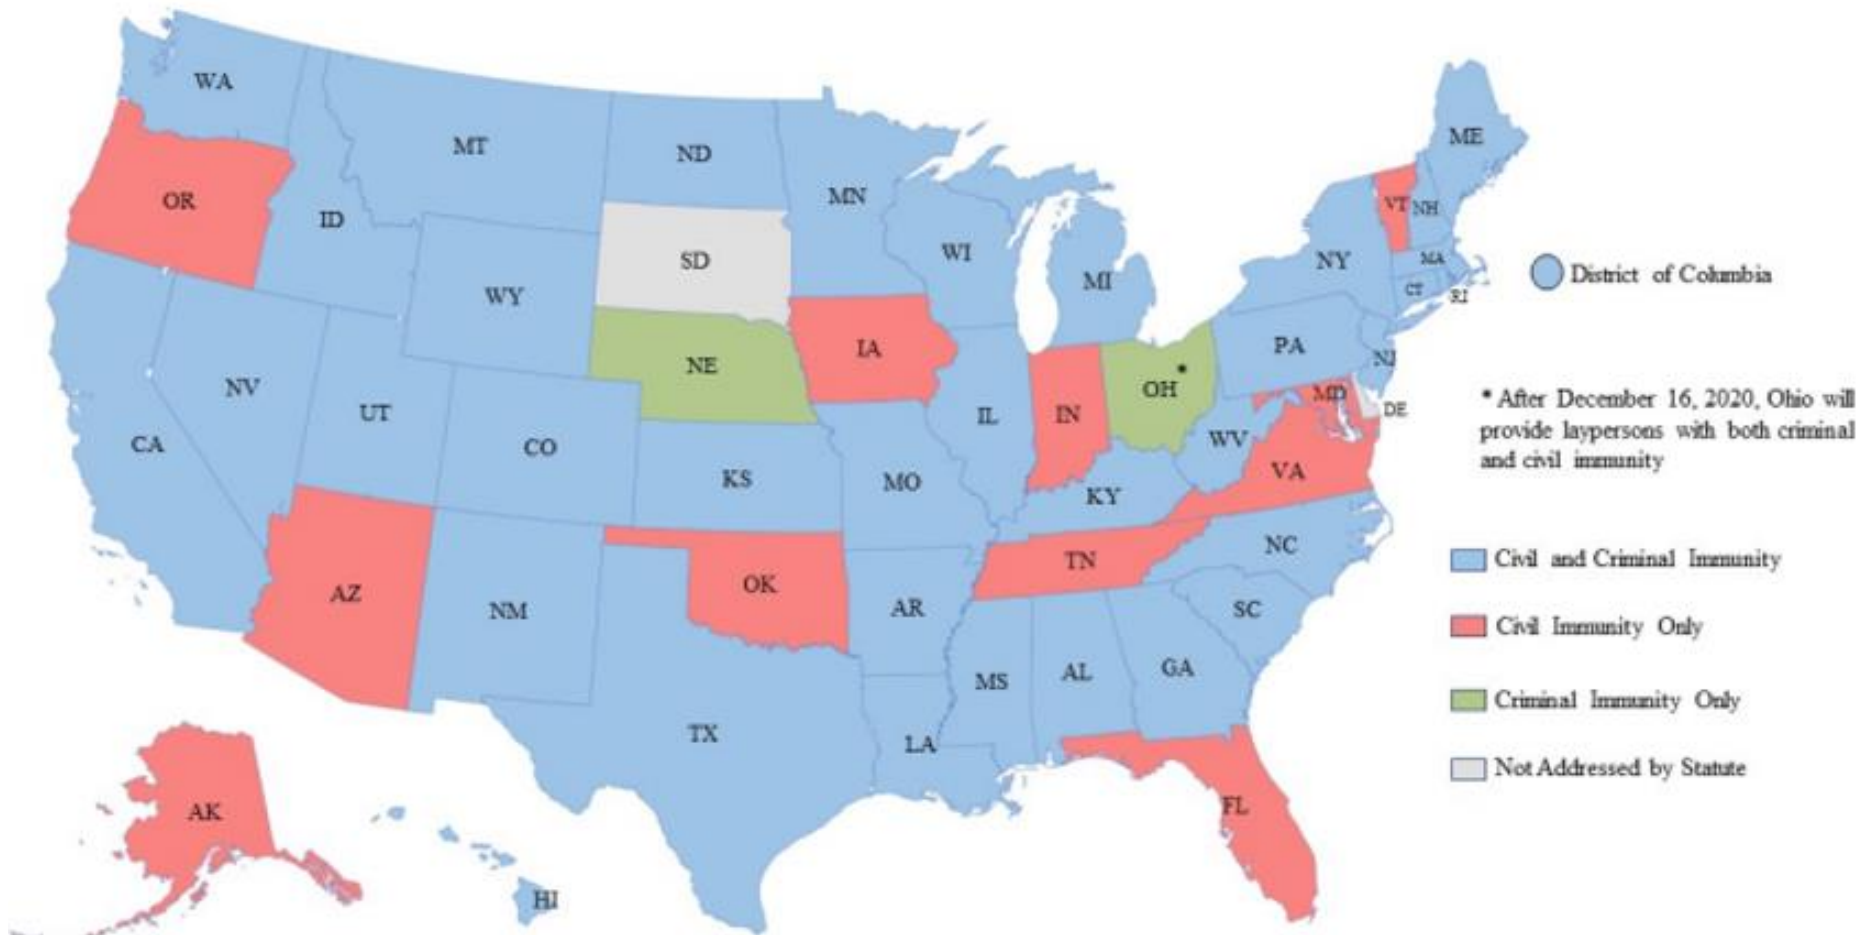 WA
MT
ND
MN
ME
OR
ID
VT
NH
WI
NY
MA
SD
MI
District of Columbia
WY
CT
RI
IA
PA
NJ
NE
NV
OH*
MD
* After December 16, 2020, Ohio will
provide laypersons with both criminal
and civil immunity
DE
UT
IL
IN
CA
CO
WV
KS
MO
VA
KY
NC
Civil and Criminal Immunity
TN
AZ
OK
NM
AR
SC
Civil Immunity Only
MS
AL
GA
Criminal Immunity Only
TX
LA
Not Addressed by Statute
AK
FL
HI